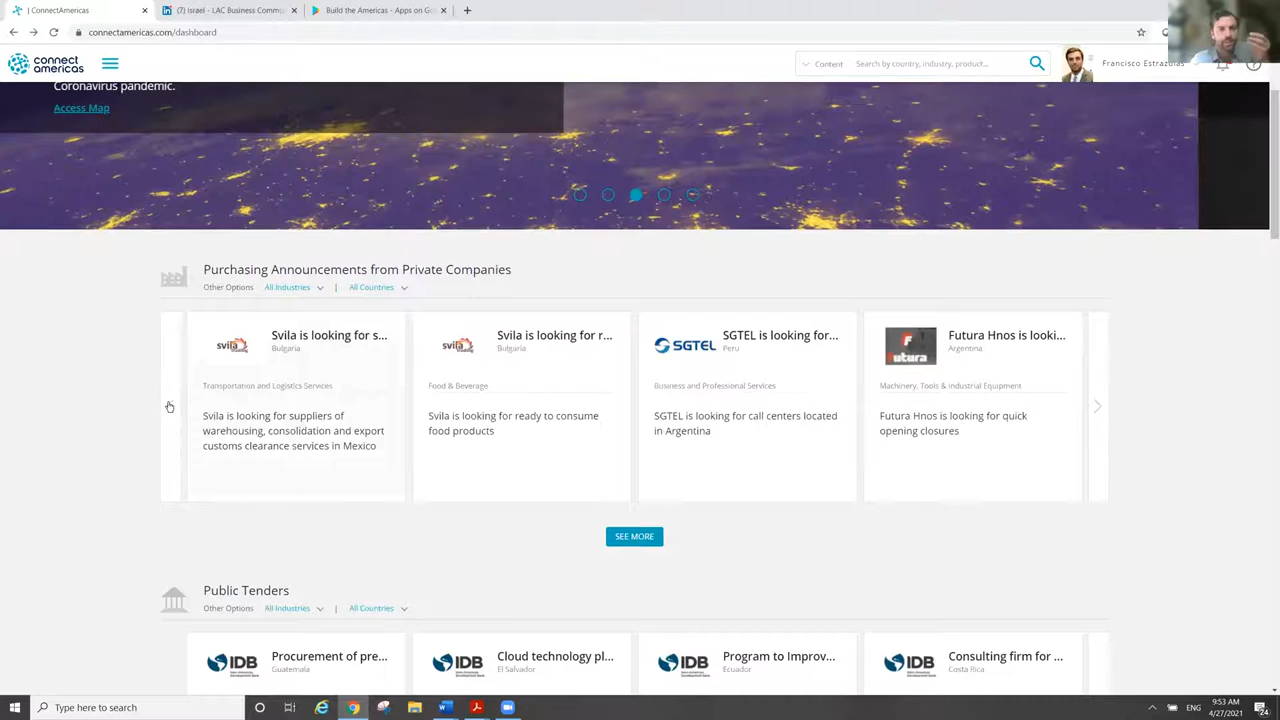 | ConnectAmericas
(7) Israel - LAC Business Commu
Build the Americas - Apps on Go
connectamericas.com/dashboard
connect
americas
Content
Search by country, industry, product...
Francisco Estrazulas
Coronavirus pandemic.
Access Map
Purchasing Announcements from Private Companies
Other Options All Industries | All Countries
Svila is looking for s...
Bulgaria
Transportation and Logistics Services
Svila is looking for suppliers of
warehousing, consolidation and export
customs clearance services in Mexico
Svila is looking for r...
Bulgaria
Food & Beverage
Svila is looking for ready to consume
food products
SGTEL
SGTEL is looking for...
Peru
Business and Professional Services
SGTEL is looking for call centers located
in Argentina
Futura
Futura Hnos is looki...
Argentina
Machinery, Tools & Industrial Equipment
Futura Hnos is looking for quick
opening closures
SEE MORE
Public Tenders
Other Options All Industries | All Countries
IDB
Procurement of pre...
Guatemala
IDB
Cloud technology pl...
El Salvador
IDB
Program to Improv...
Ecuador
IDB
Consulting firm for ...
Costa Rica
Type here to search
ENG
9:53 AM
4/27/2021
24